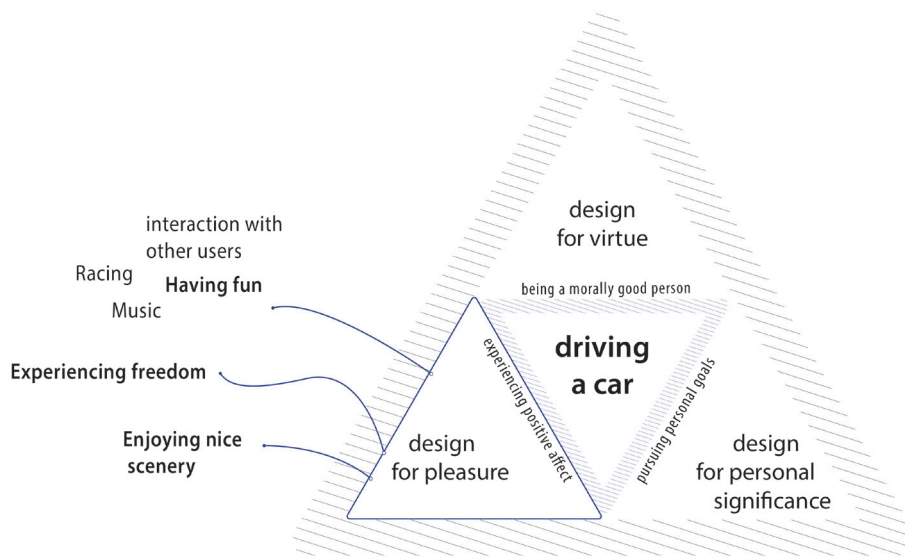 design
for virtue
interaction with
other users
Racing
Having fun
Music
being a morally good person
driving
a car
experiencing positive affect
pursuing personal goals
Experiencing freedom
Enjoying nice
scenery
design
for pleasure
design
for personal
significance